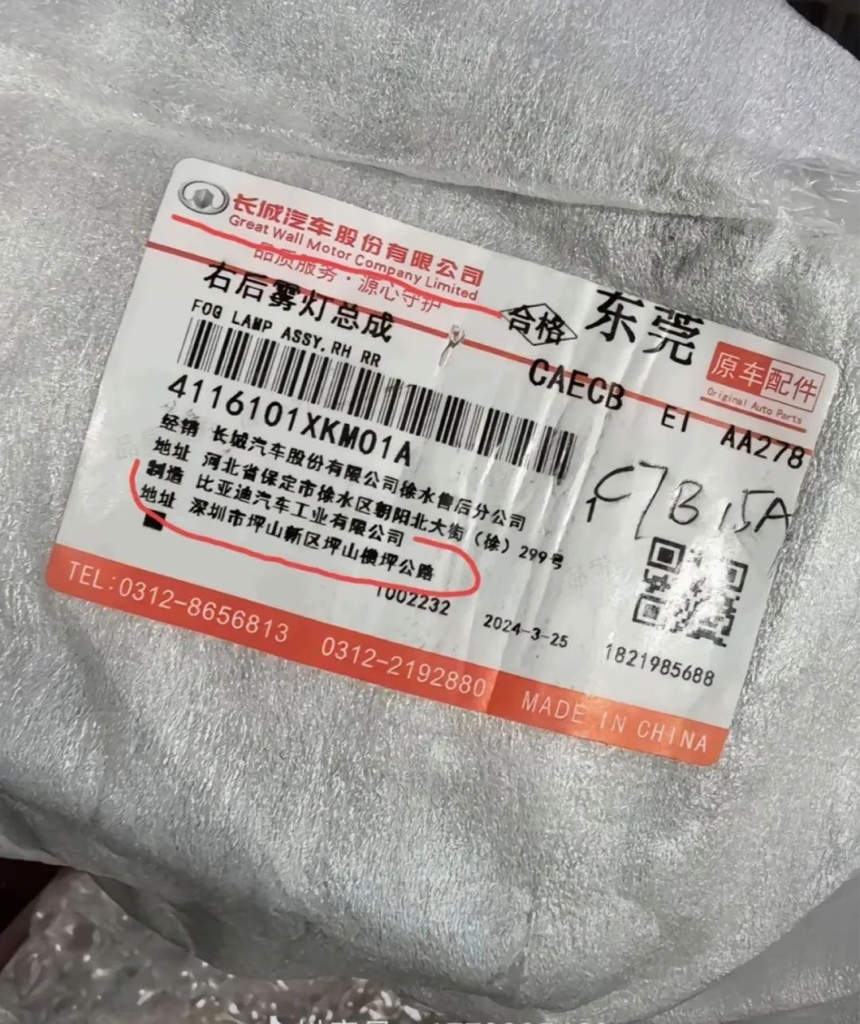 长城汽车股份有限公司
Great Wall Motor Company Limited
品质服务·源心守护
右后雾灯总成
合格
东莞
原车配件
Original Auto Parts
FOG LAMP ASSY,RH RR
CAECB EI AA278
4116101XKM01A
经销 长城汽车股份有限公司徐水售后分公司
地址 河北省保定市徐水区朝阳北大街（徐）299号
制造 比亚迪汽车工业有限公司
地址 深圳市坪山新区坪山横坪公路
1002232
2024-3-25
1821985688
TEL:0312-8656813 0312-2192880 MADE IN CHINA